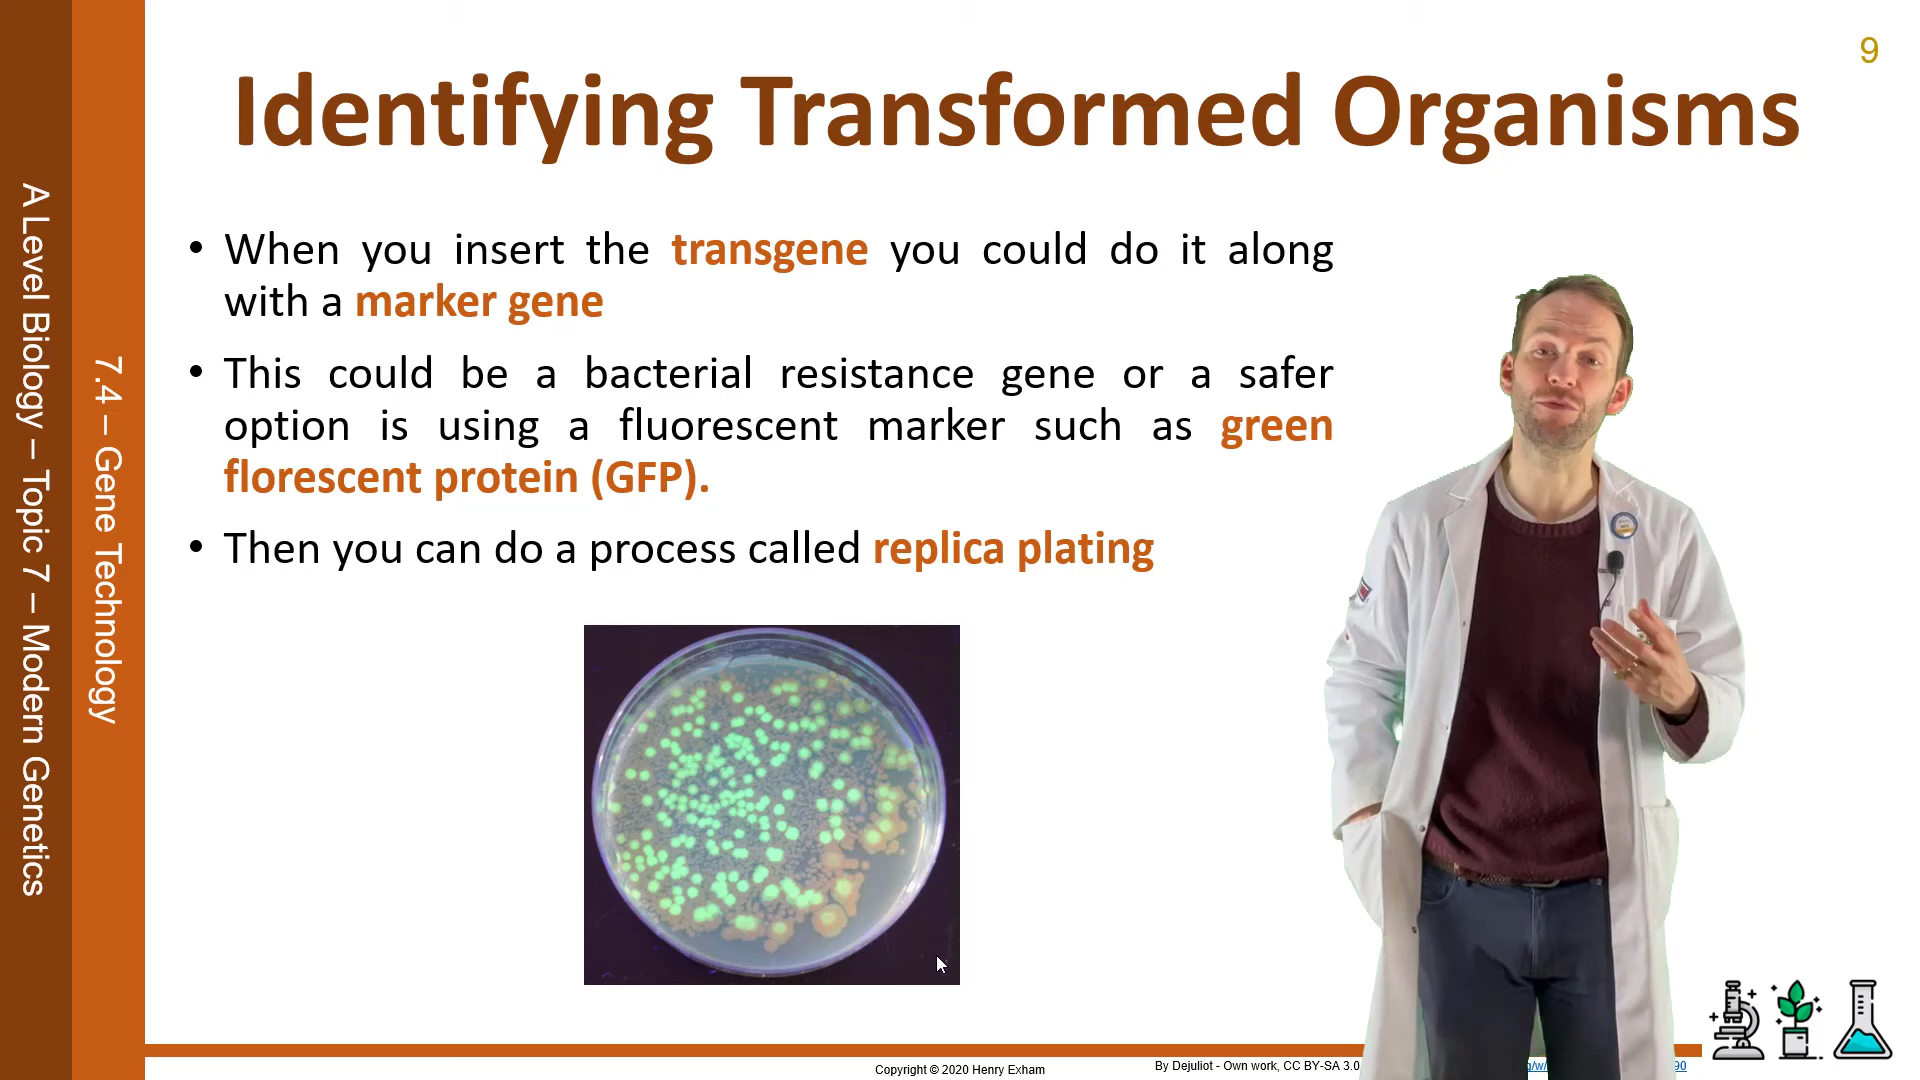 9
Identifying Transformed Organisms
A Level Biology – Topic 7 – Modern Genetics
7.4 – Gene Technology
• When you insert the transgene you could do it along
with a marker gene
• This could be a bacterial resistance gene or a safer
option is using a fluorescent marker such as green
florescent protein (GFP).
• Then you can do a process called replica plating
Copyright © 2020 Henry Exham
By Dejuliot - Own work, CC BY-SA 3.0
90